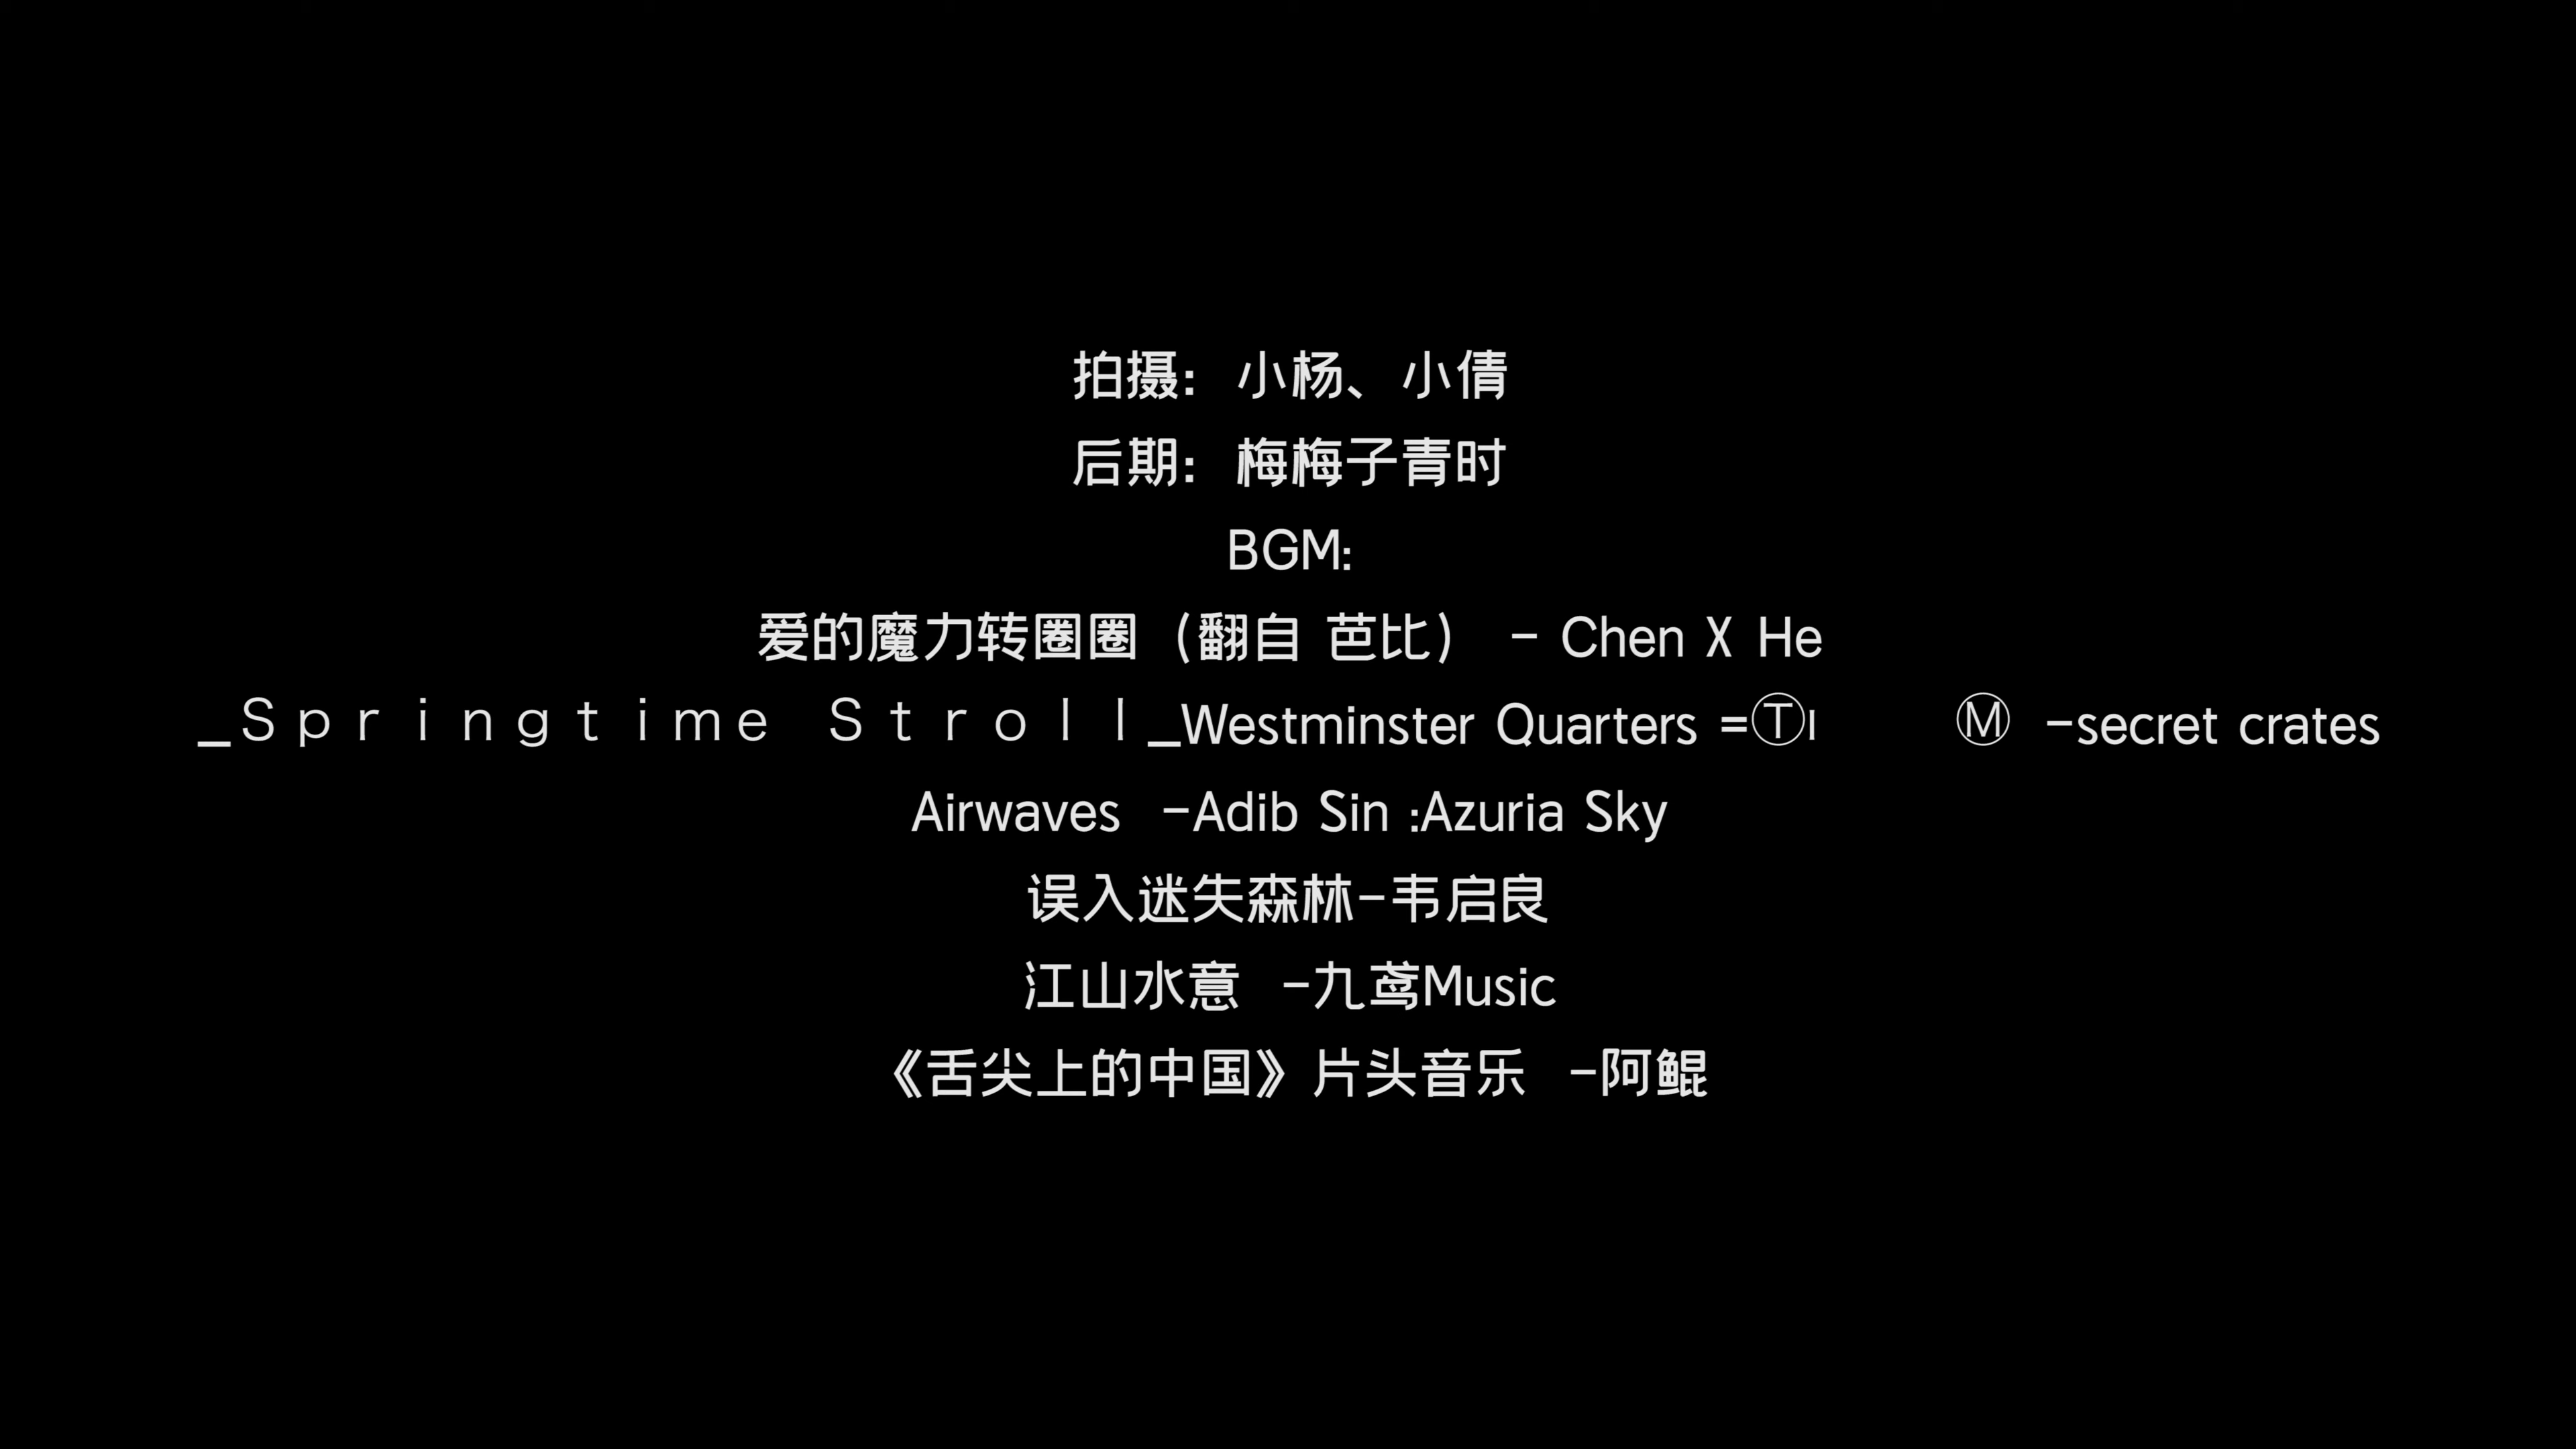 拍摄：小杨、小倩
后期：梅梅子青时
BGM:
爱的魔力转圈圈（翻自 芭比） - Chen X He
_Ｓｐｒｉｎｇｔｉｍｅ　Ｓｔｒｏｌｌ_Westminster Quarters =Ⓣı Ⓜ -secret crates
Airwaves -Adib Sin :Azuria Sky
误入迷失森林-韦启良
江山水意 -九鸢Music
《舌尖上的中国》片头音乐 -阿鲲